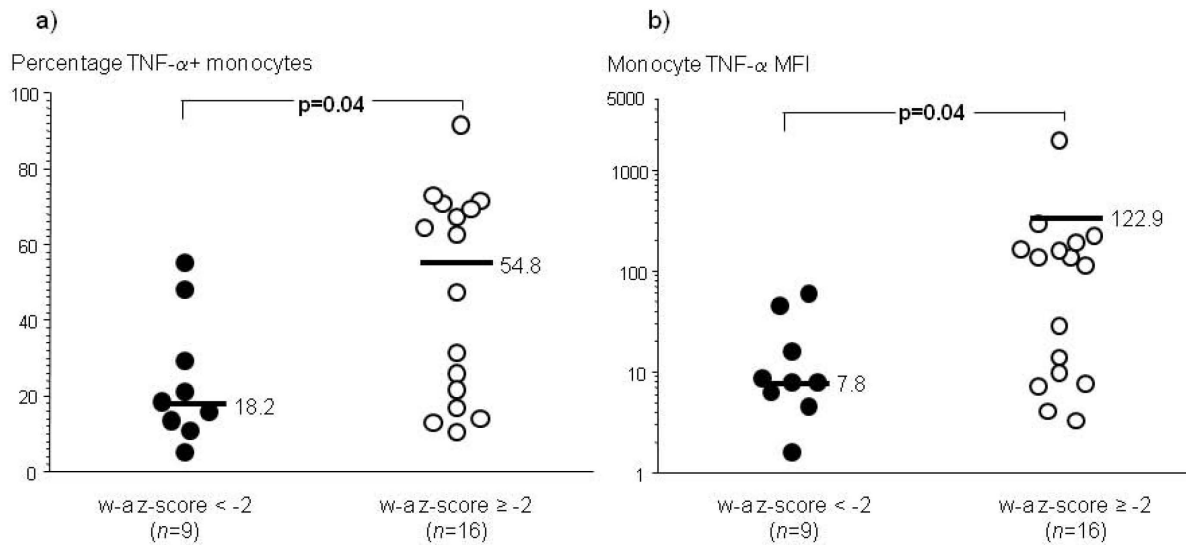 a)
Percentage TNF-α+ monocytes
100
80
60
40
20
0
p=0.04
18.2
54.8
w-a z-score < -2
(n=9)
w-a z-score ≥ -2
(n=16)
b)
Monocyte TNF-α MFI
5000
1000
100
10
1
p=0.04
7.8
122.9
w-a z-score < -2
(n=9)
w-a z-score ≥ -2
(n=16)